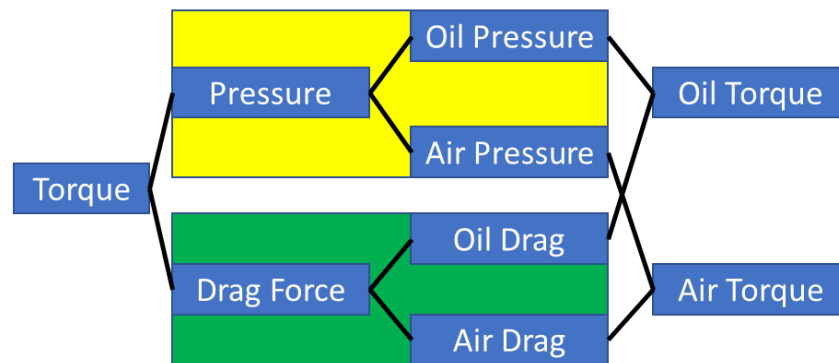 Torque
Pressure
Drag Force
Oil Pressure
Air Pressure
Oil Drag
Air Drag
Oil Torque
Air Torque